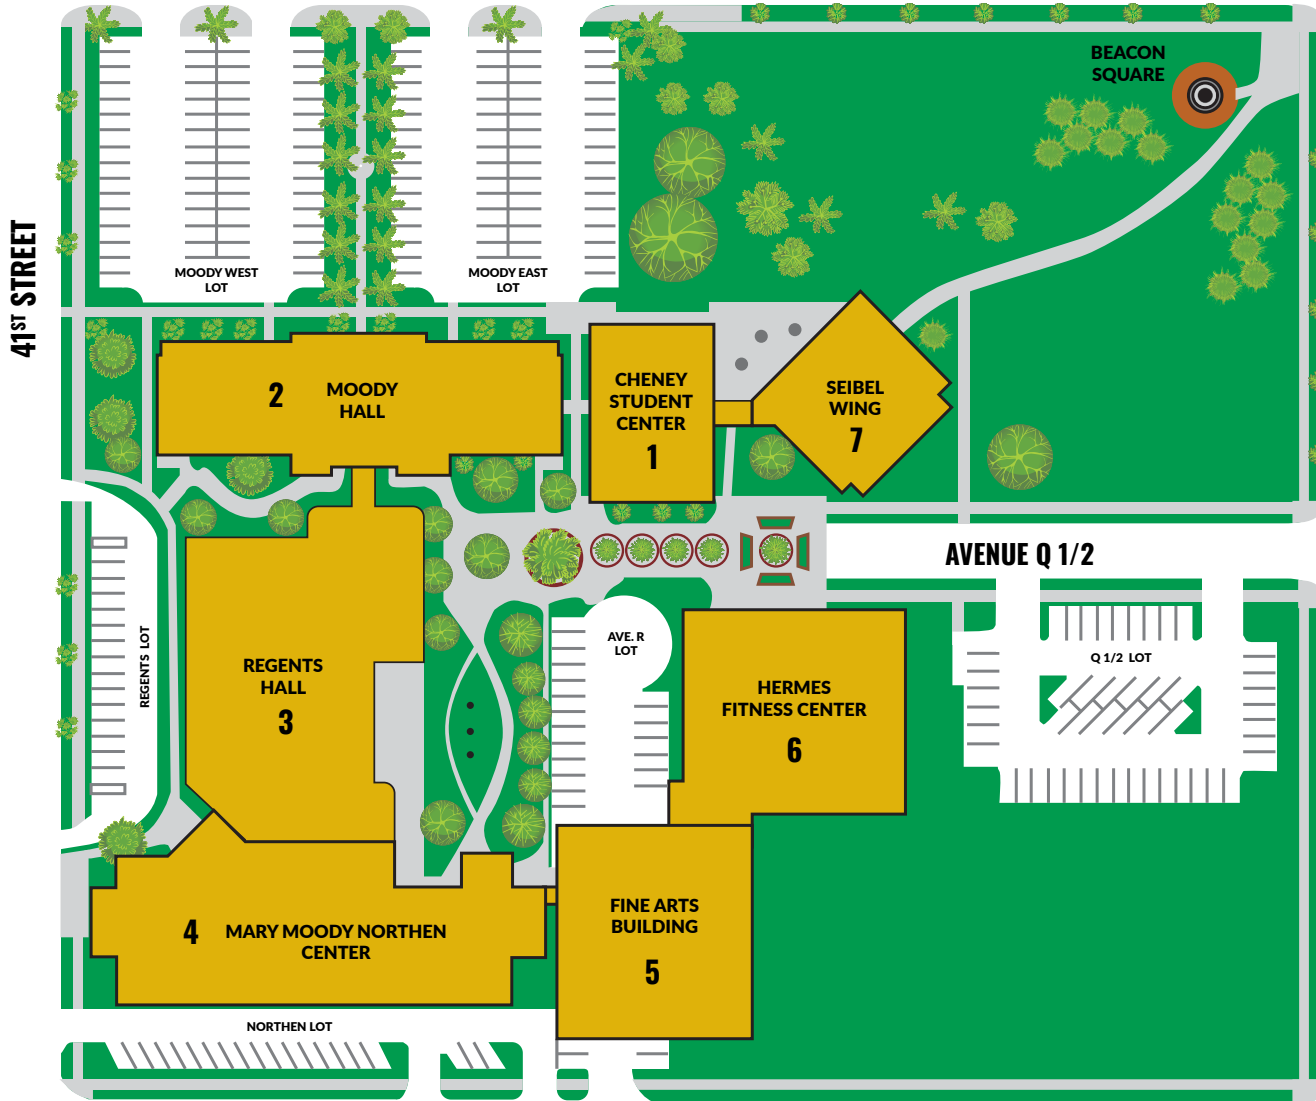 BEACON
SQUARE
41ST STREET
MOODY WEST
LOT
MOODY EAST
LOT
2
MOODY
HALL
CHENEY
STUDENT
CENTER
1
SEIBEL
WING
7
AVENUE Q 1/2
REGENTS LOT
REGENTS
HALL
3
AVE. R
LOT
Q 1/2 LOT
HERMES
FITNESS CENTER
6
4
MARY MOODY NORTHEN
CENTER
FINE ARTS
BUILDING
5
NORTHEN LOT